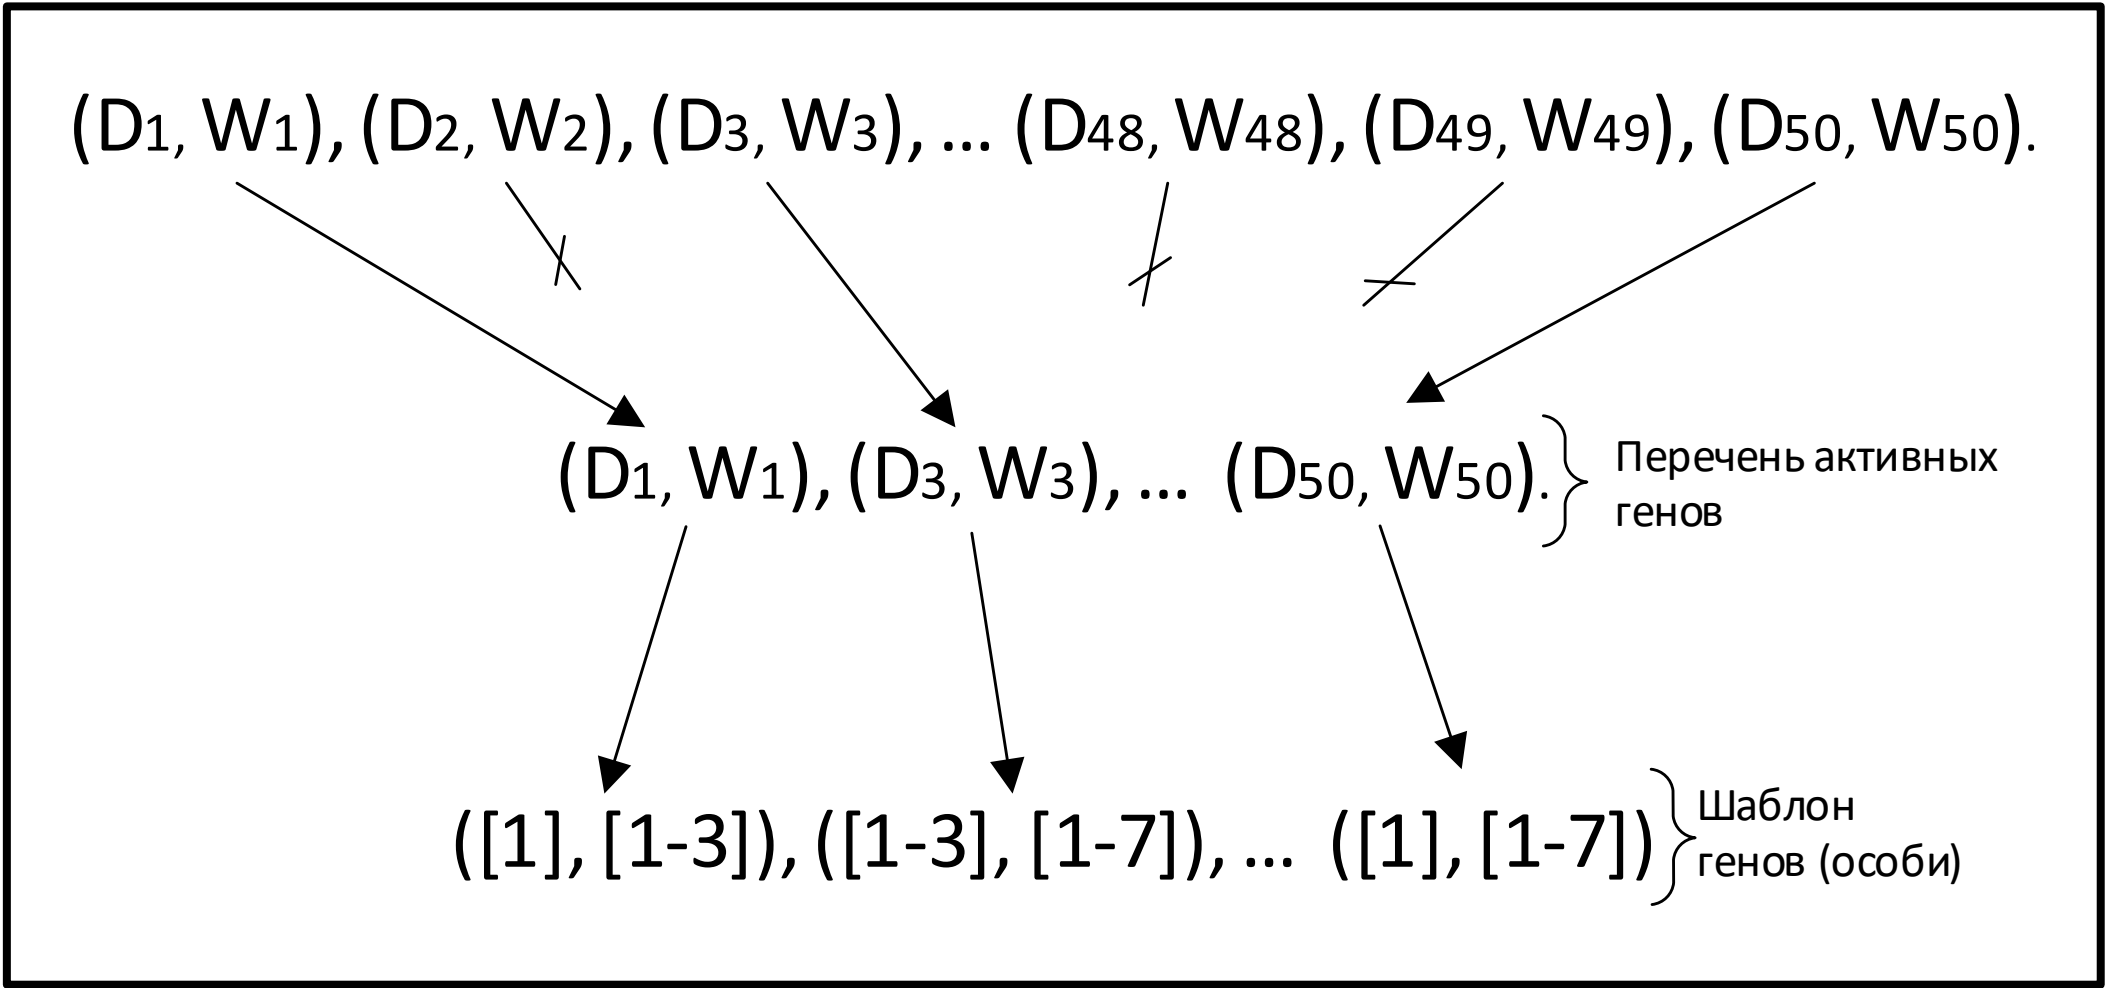 (D1, W1), (D2, W2), (D3, W3), ... (D48, W48), (D49, W49), (D50, W50).
(D1, W1), (D3, W3), ... (D50, W50).
Перечень активных
генов
([1], [1-3]), ([1-3], [1-7]), ... ([1], [1-7])
Шаблон
генов (особи)